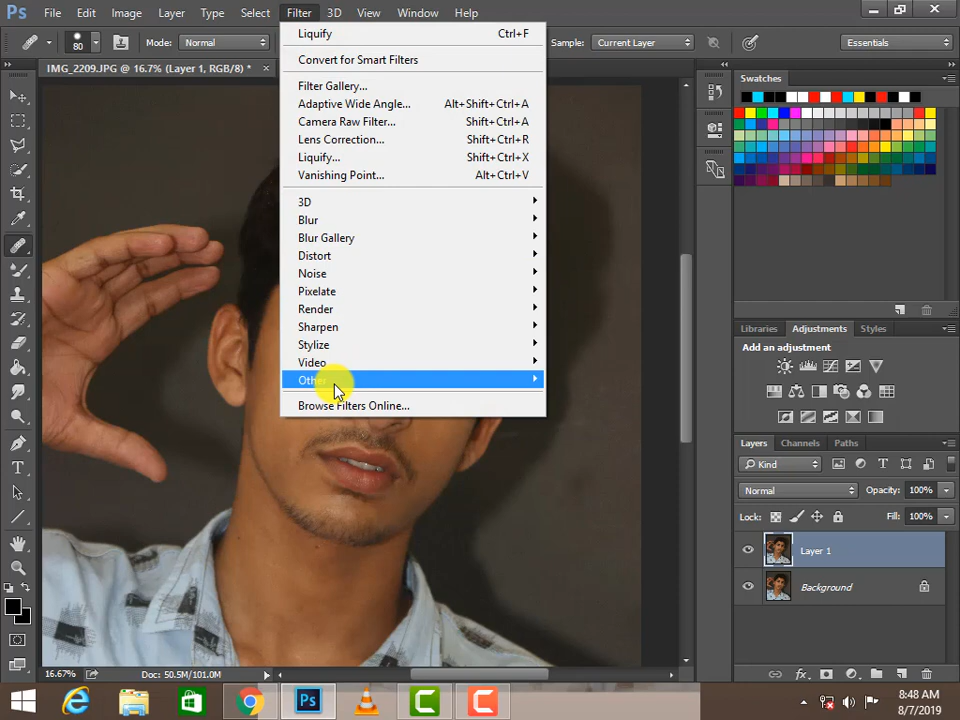 Ps File Edit Image Layer Type Select Filter 3D View Window Help
80 Mode: Normal Sample: Current Layer Essentials
IMG_2209.JPG @ 16.7% (Layer 1, RGB/8) *
Liquify Ctrl+F
Convert for Smart Filters
Filter Gallery...
Adaptive Wide Angle... Alt+Shift+Ctrl+A
Camera Raw Filter... Shift+Ctrl+A
Lens Correction... Shift+Ctrl+R
Liquify... Shift+Ctrl+X
Vanishing Point... Alt+Ctrl+V
3D
Blur
Blur Gallery
Distort
Noise
Pixelate
Render
Sharpen
Stylize
Video
Other
Browse Filters Online...
Swatches
Libraries Adjustments Styles
Add an adjustment
Layers Channels Paths
Kind
Normal Opacity: 100%
Lock: Fill: 100%
Layer 1
Background
16.67% Doc: 50.5M/101.0M
Ps
8:48 AM
8/7/2019